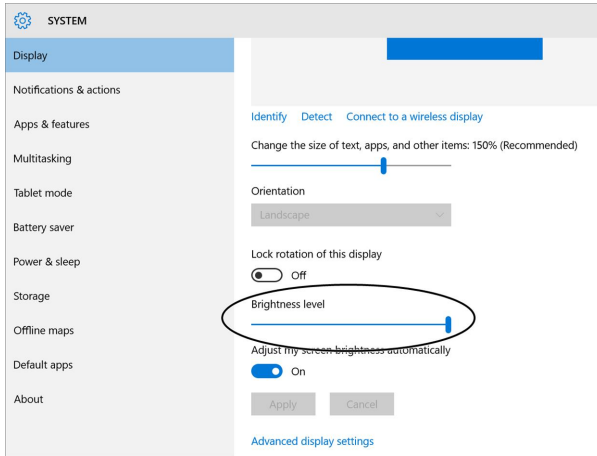 SYSTEM
Display
Notifications & actions
Apps & features
Multitasking
Tablet mode
Battery saver
Power & sleep
Storage
Offline maps
Default apps
About
Identify Detect Connect to a wireless display
Change the size of text, apps, and other items: 150% (Recommended)
Orientation
Landscape
Lock rotation of this display
Off
Brightness level
Adjust my screen brightness automatically
On
Apply Cancel
Advanced display settings